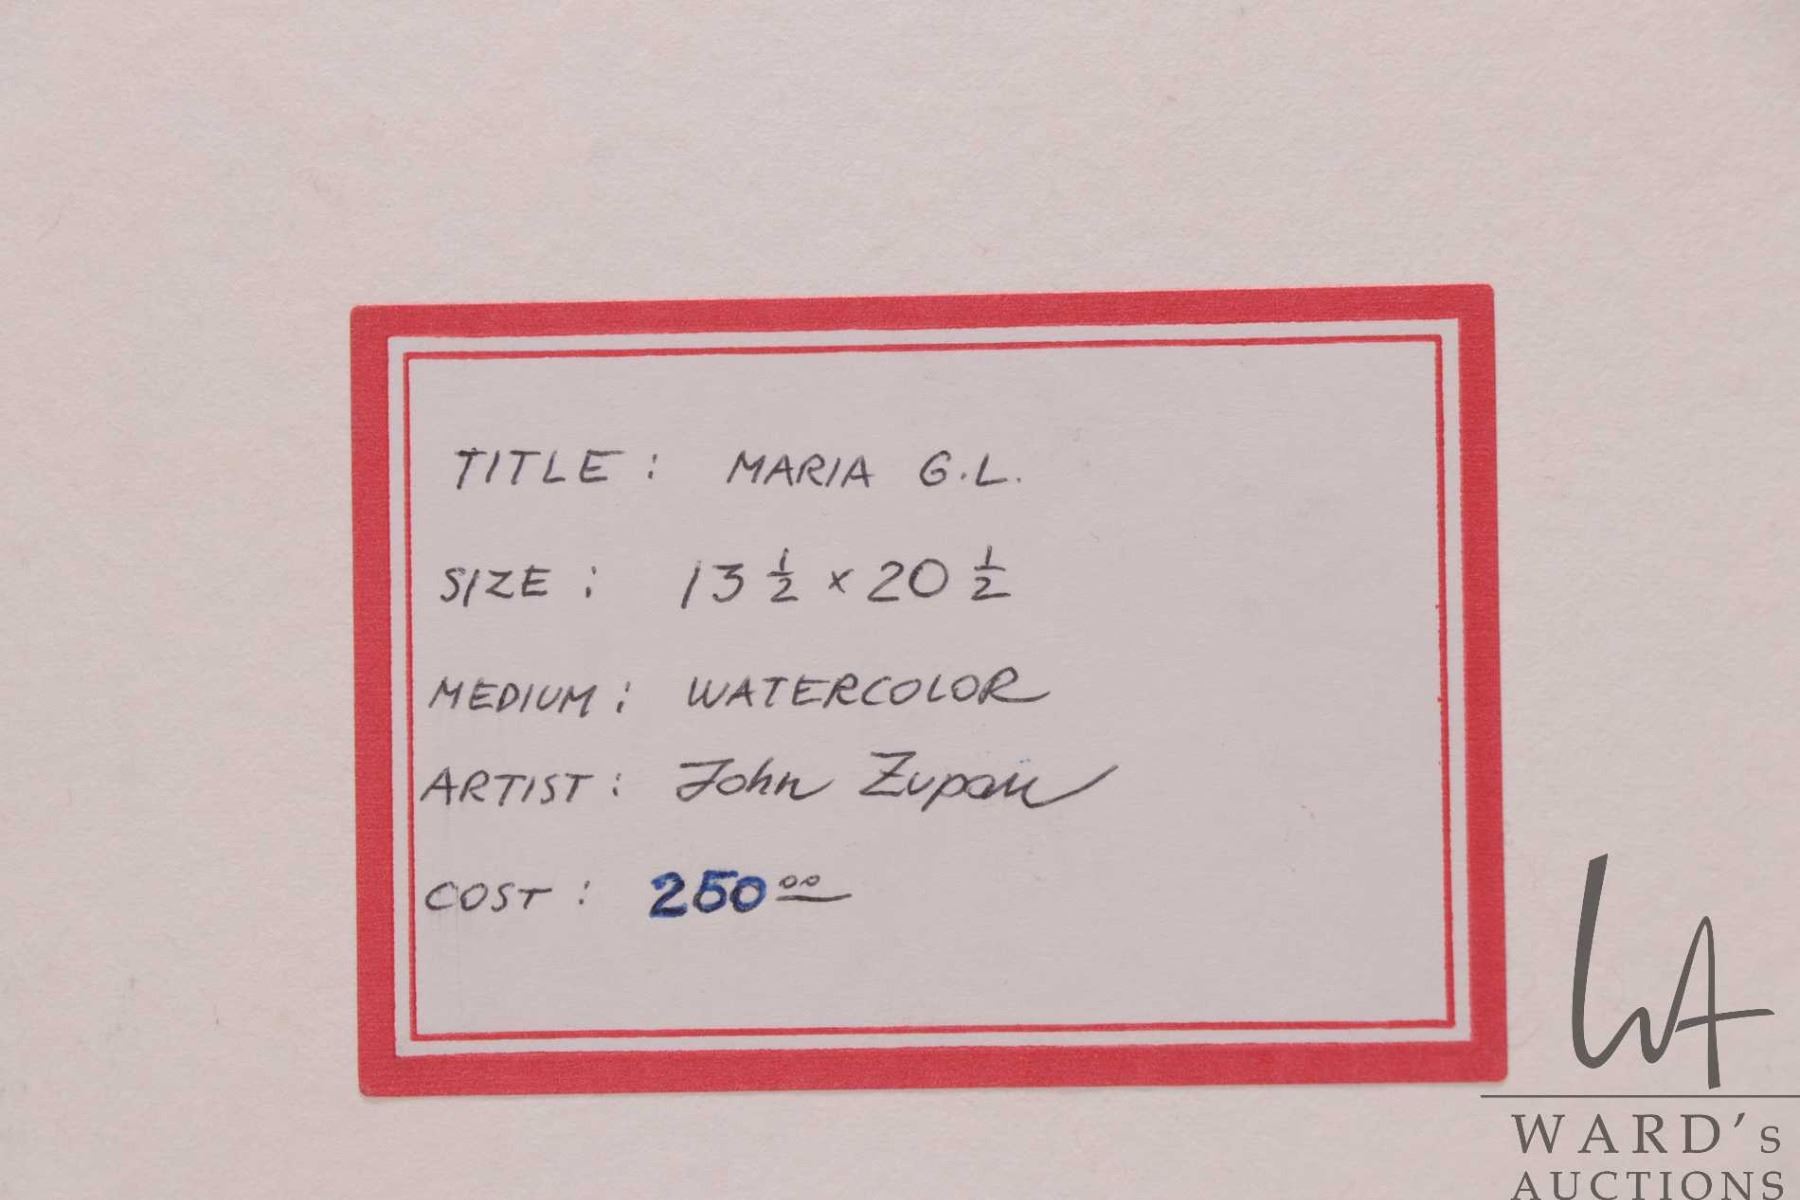 TITLE: MARIA G.L.
SIZE: 13 1/2 x 20 1/2
MEDIUM: WATERCOLOR
ARTIST: John Zupan
COST: 250 00
WA
WARD's
AUCTIONS